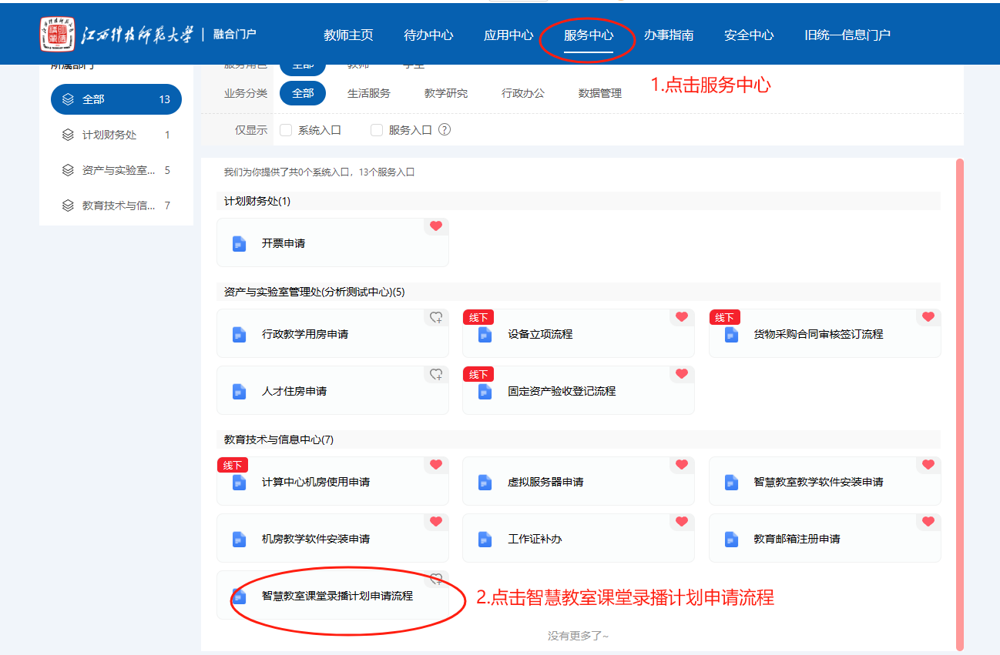 江西科技师范大学 | 融合门户 教师主页 待办中心 应用中心 服务中心 办事指南 安全中心 旧统一信息门户
所属部门
全部 13
计划财务处 1
资产与实验室... 5
教育技术与信... 7
服务角色 全部 教师 学生
业务分类 全部 生活服务 教学研究 行政办公 数据管理
1.点击服务中心
仅显示 系统入口 服务入口 ?
我们为你提供了共0个系统入口，13个服务入口
计划财务处(1)
开票申请
资产与实验室管理处(分析测试中心)(5)
行政教学用房申请
线下 设备立项流程
线下 货物采购合同审核签订流程
人才住房申请
线下 固定资产验收登记流程
教育技术与信息中心(7)
线下 计算中心机房使用申请
虚拟服务器申请
智慧教室教学软件安装申请
机房教学软件安装申请
工作证补办
教育邮箱注册申请
智慧教室课堂录播计划申请流程
2.点击智慧教室课堂录播计划申请流程
没有更多了~